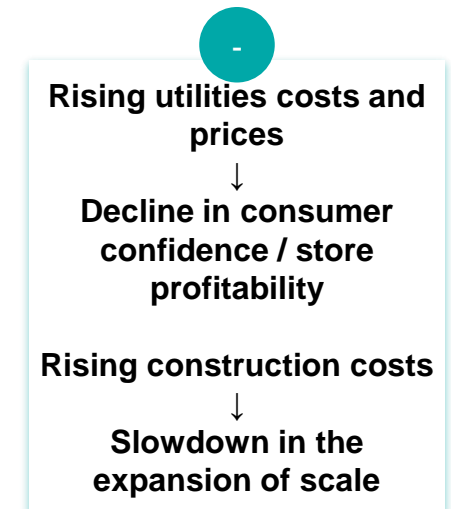 -
Rising utilities costs and
prices
↓
Decline in consumer
confidence / store
profitability
Rising construction costs
↓
Slowdown in the
expansion of scale